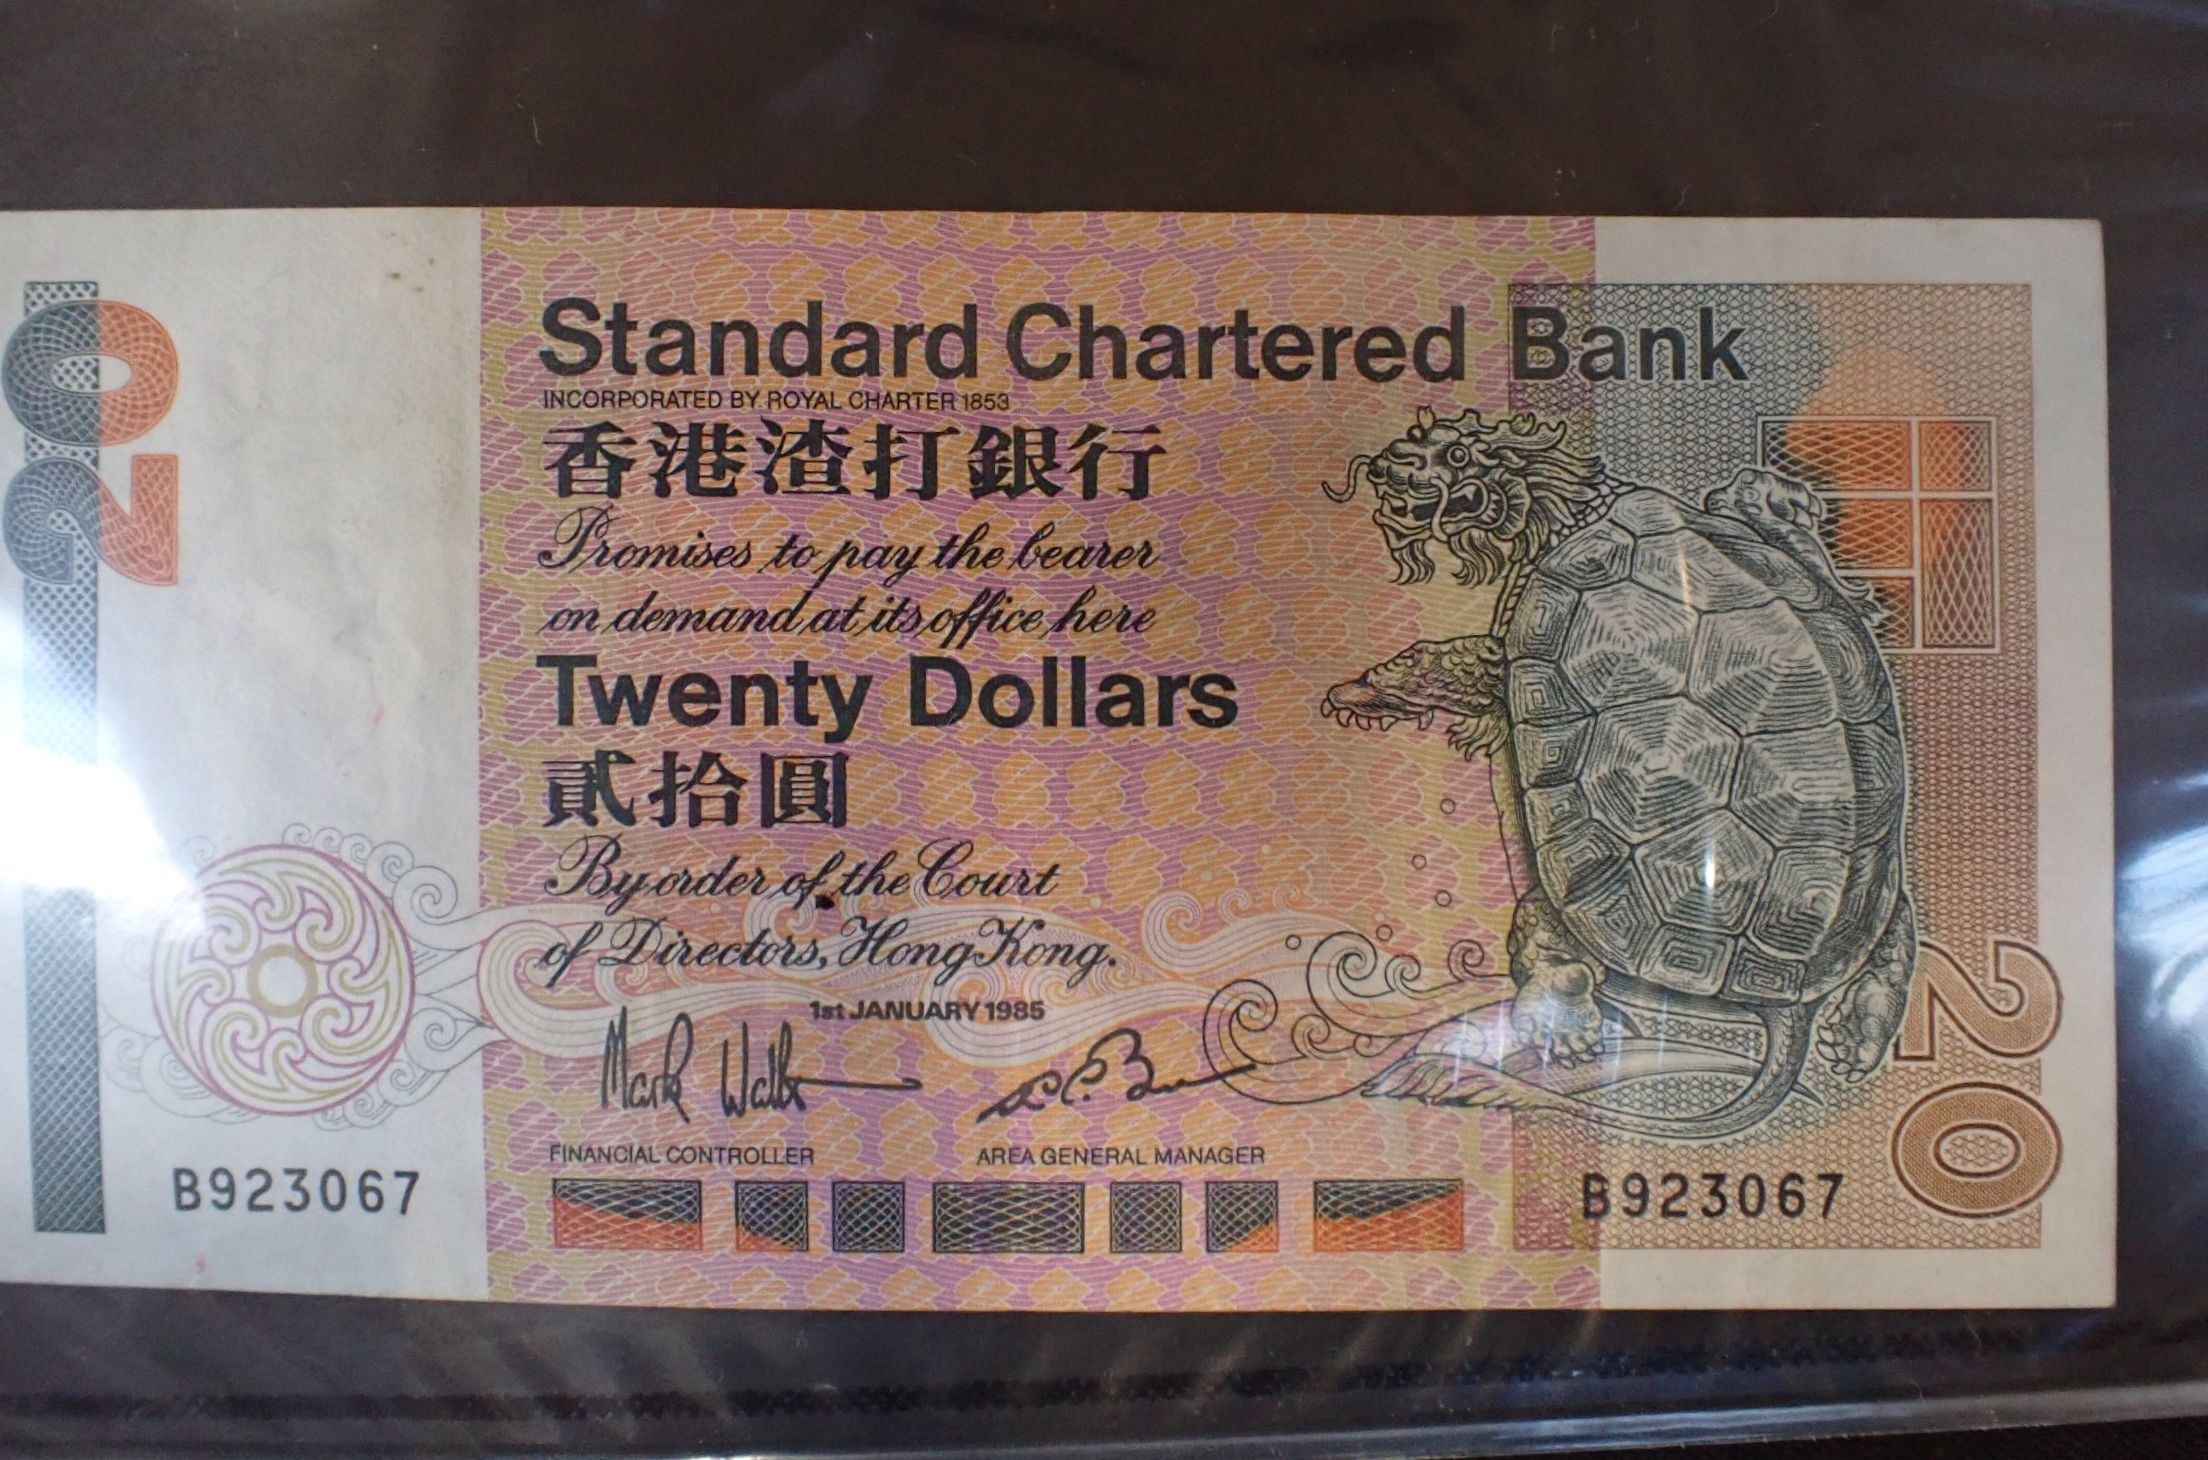 20
Standard Chartered Bank
INCORPORATED BY ROYAL CHARTER 1853
香港渣打銀行
Promises to pay the bearer
on demand at its office here
Twenty Dollars
貳拾圓
By order of the Court
of Directors, Hong Kong.
1st JANUARY 1985
FINANCIAL CONTROLLER
AREA GENERAL MANAGER
B923067
B923067
20